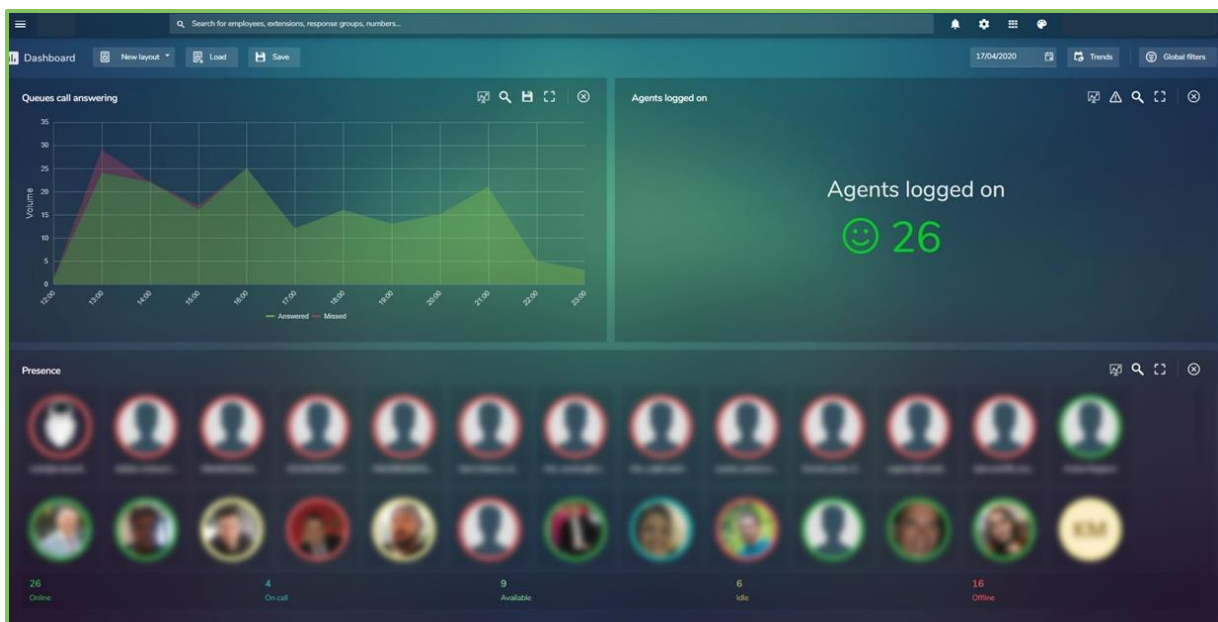 Search for employees, extensions, response groups, numbers...
Dashboard New layout Load Save 17/04/2020 Trends Global filters
Queues call answering
35
30
25
20
15
10
5
0
Volume
12:00 13:00 14:00 15:00 16:00 17:00 18:00 19:00 20:00 21:00 22:00 23:00
Answered Missed
Agents logged on
Agents logged on
26
Presence
KM
26 4 9 6 16
Online On call Available Idle Offline